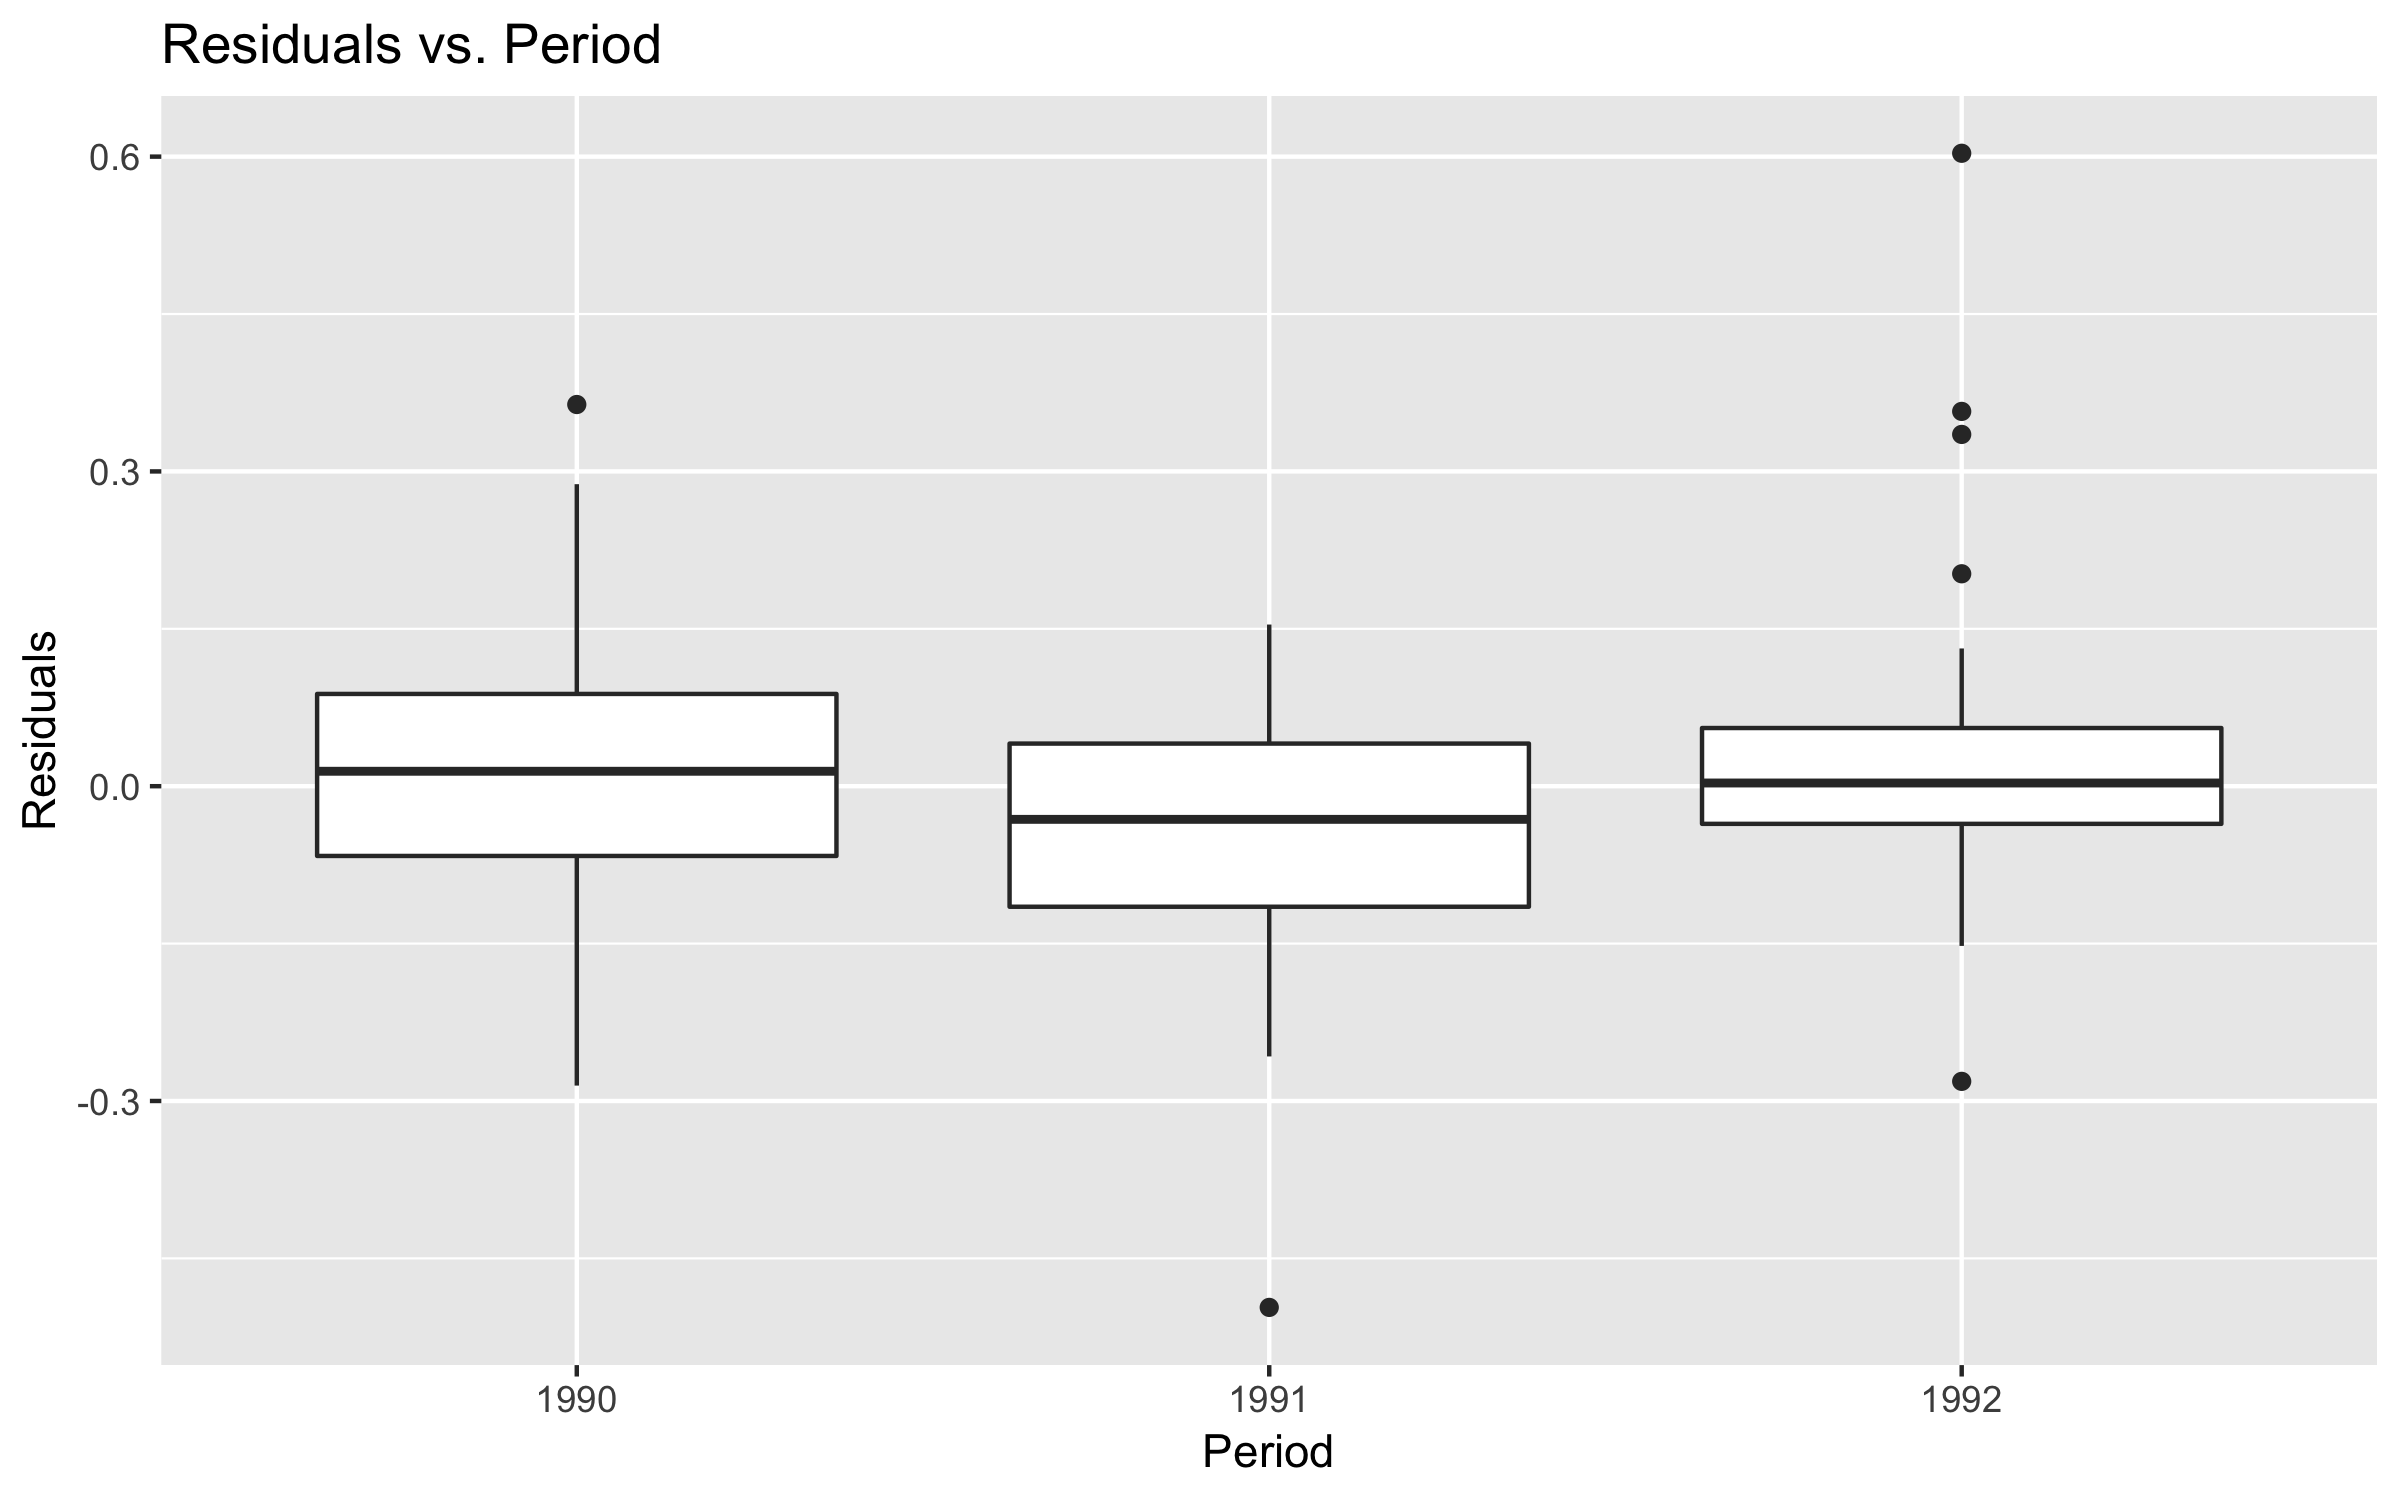 Residuals vs. Period
Residuals
0.6
0.3
0.0
-0.3
1990
1991
1992
Period